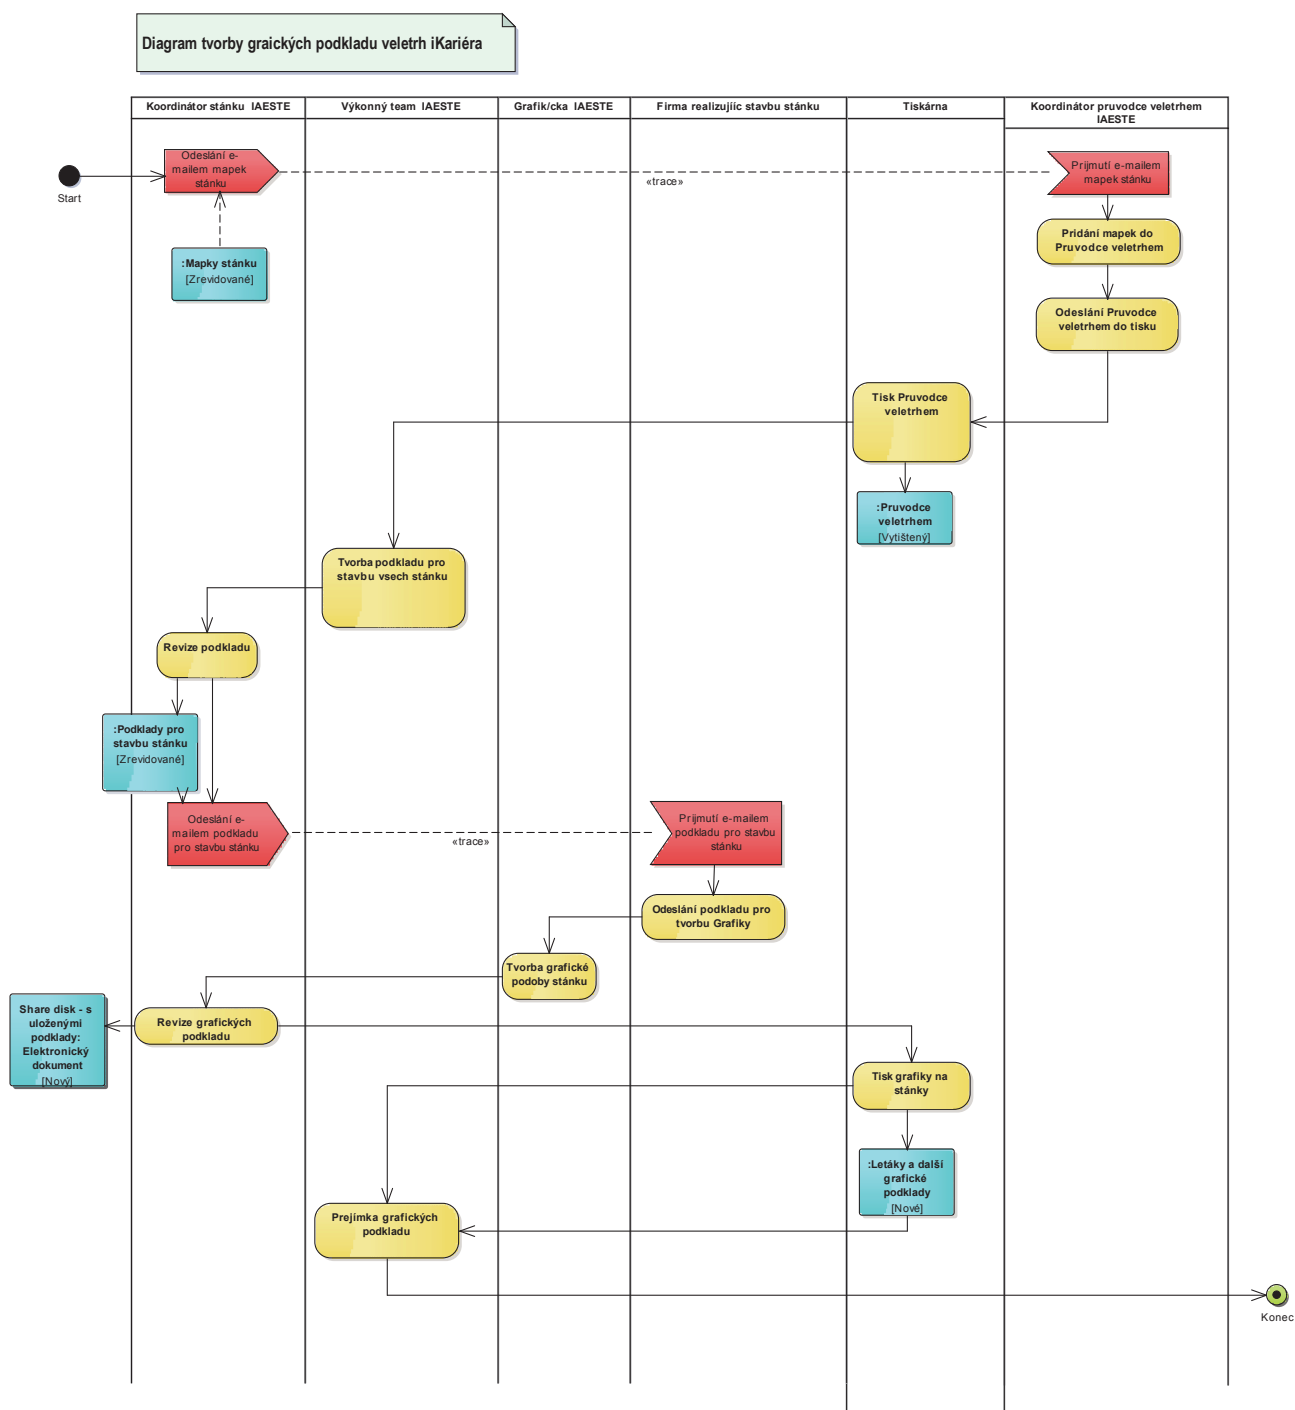 Diagram tvorby graických podkladu veletrh iKariéra
Koordinátor stánku IAESTE
Výkonný team IAESTE
Grafik/cka IAESTE
Firma realizujíic stavbu stánku
Tiskárna
Koordinátor pruvodce veletrhem
IAESTE
Start
Odeslání e-
mailem mapek
stánku
«trace»
Prijmutí e-mailem
mapek stánku
:Mapky stánku
[Zrevidované]
Pridání mapek do
Pruvodce veletrhem
Odeslání Pruvodce
veletrhem do tisku
Tisk Pruvodce
veletrhem
:Pruvodce
veletrhem
[Vytištený]
Tvorba podkladu pro
stavbu vsech stánku
Revize podkladu
:Podklady pro
stavbu stánku
[Zrevidované]
Odeslání e-
mailem podkladu
pro stavbu stánku
«trace»
Prijmutí e-mailem
podkladu pro stavbu
stánku
Odeslání podkladu pro
tvorbu Grafiky
Tvorba grafické
podoby stánku
Share disk - s
uloženými
podklady:
Elektronický
dokument
[Nový]
Revize grafických
podkladu
Tisk grafiky na
stánky
:Letáky a další
grafické
podklady
[Nové]
Prejímka grafických
podkladu
Konec